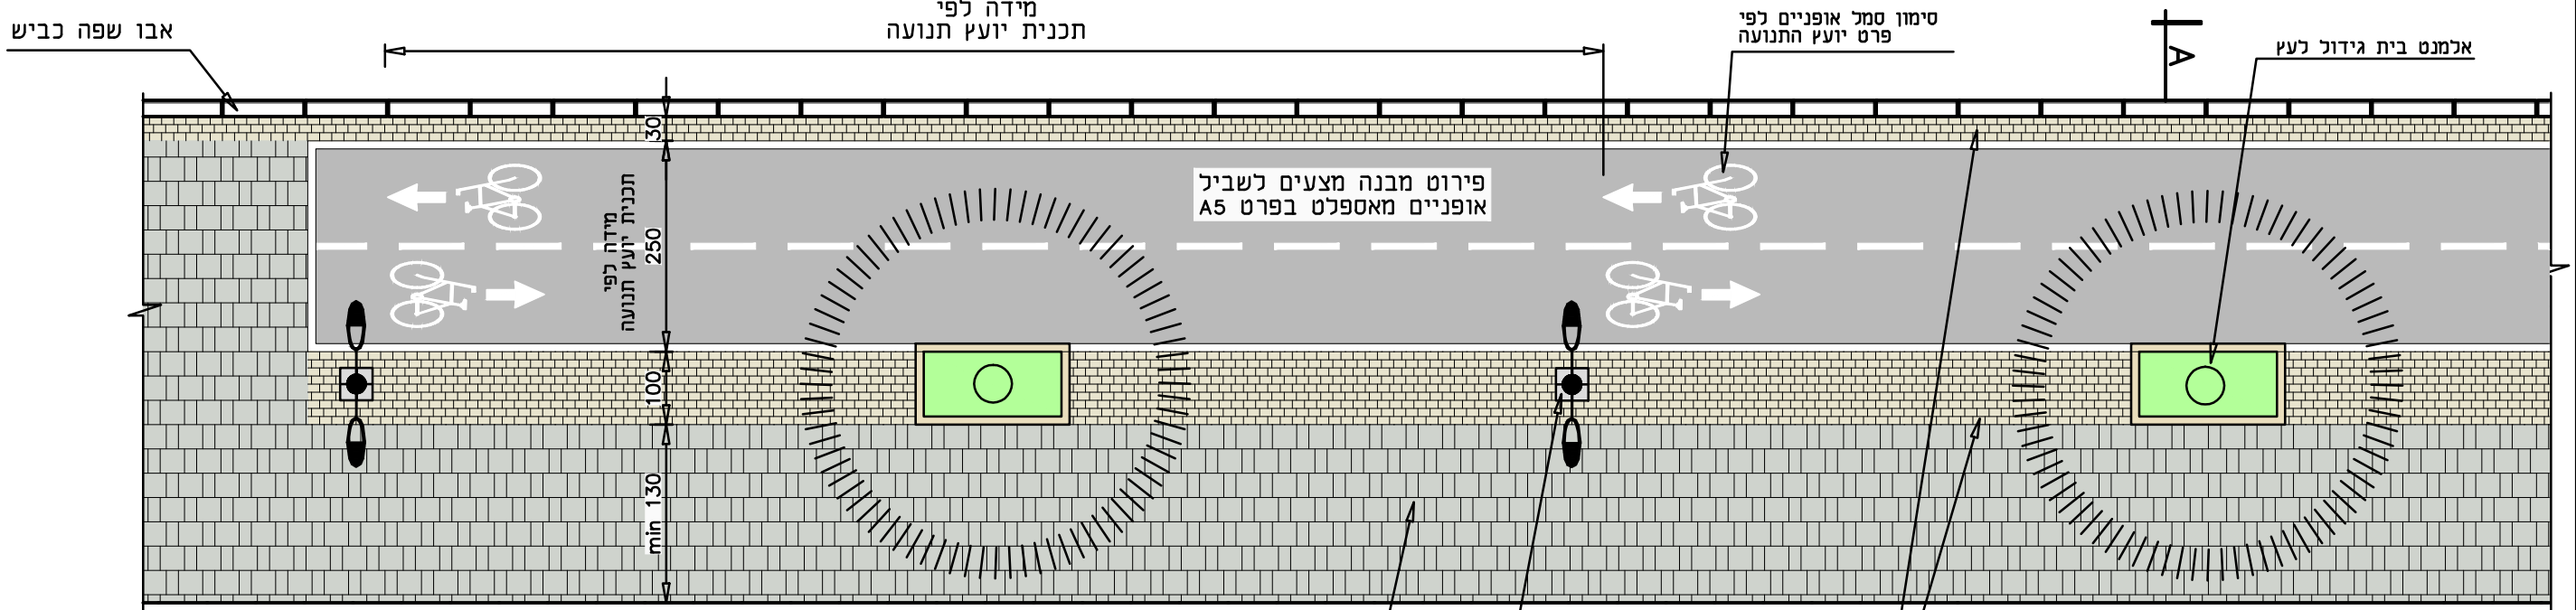 מידה לפי
תכנית יועץ תנועה
אבו שפה כביש
סימון סמל אופניים לפי
פרט יועץ התנועה
A
אלמנט בית גידול לעץ
30
מידה לפי
תכנית יועץ תנועה
250
פירוט מבנה מצעים לשביל
אופניים מאספלט בפרט A5
100
min 130